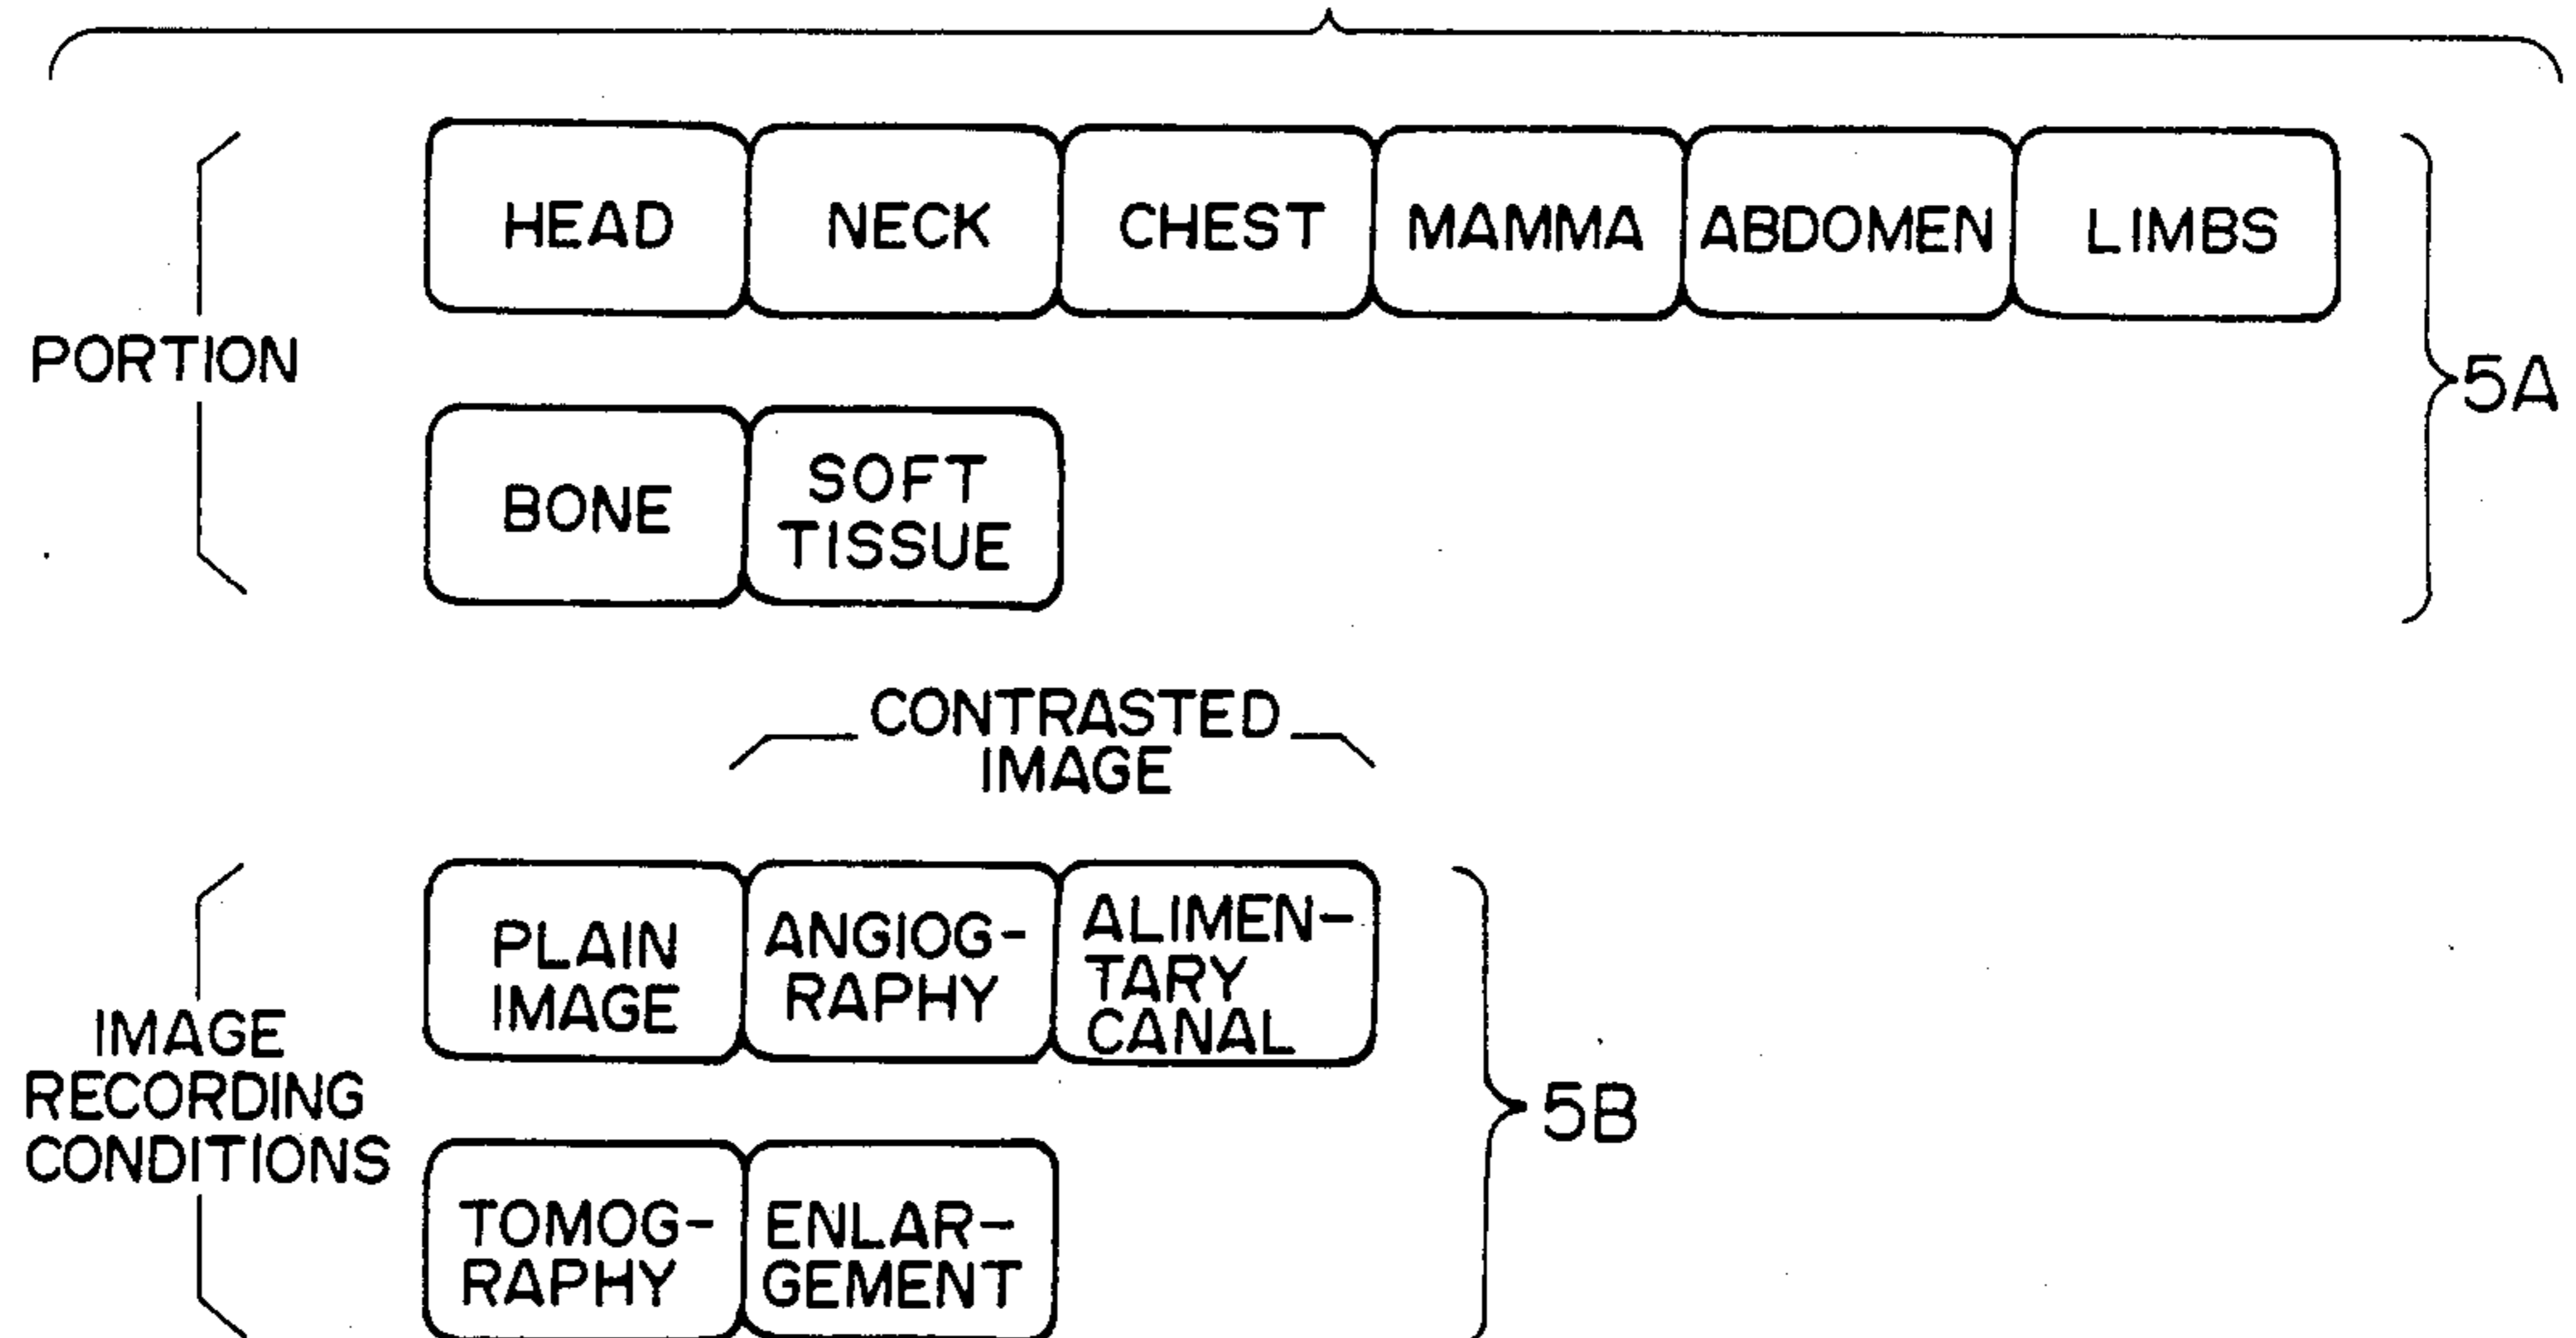 HEAD NECK CHEST MAMMA ABDOMEN LIMBS
PORTION
5A
BONE
SOFT
TISSUE
CONTRASTED
IMAGE
IMAGE
RECORDING
CONDITIONS
PLAIN
IMAGE
ANGIOG-
RAPHY
ALIMEN-
TARY
CANAL
5B
TOMOG-
RAPHY
ENLAR-
GEMENT